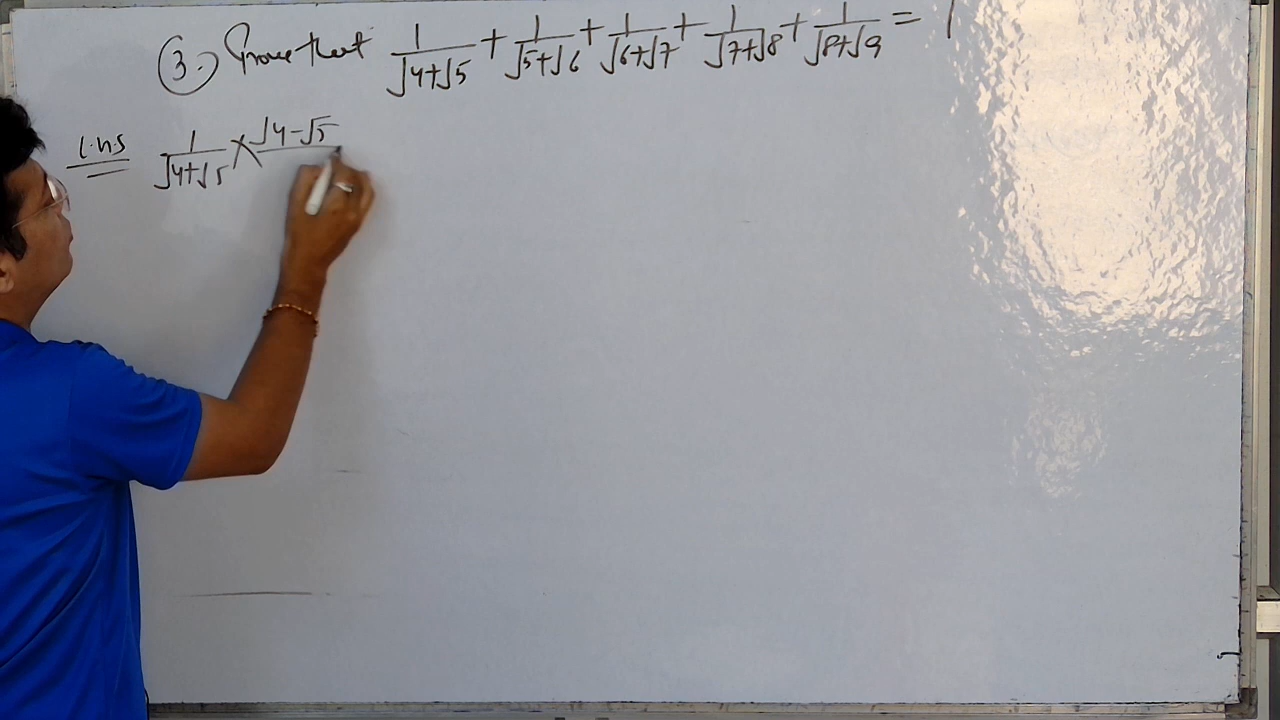 (3.) Prove that 1/(√4+√5) + 1/(√5+√6) + 1/(√6+√7) + 1/(√7+√8) + 1/(√8+√9) = 1
L.H.S 1/(√4+√5) × √4-√5